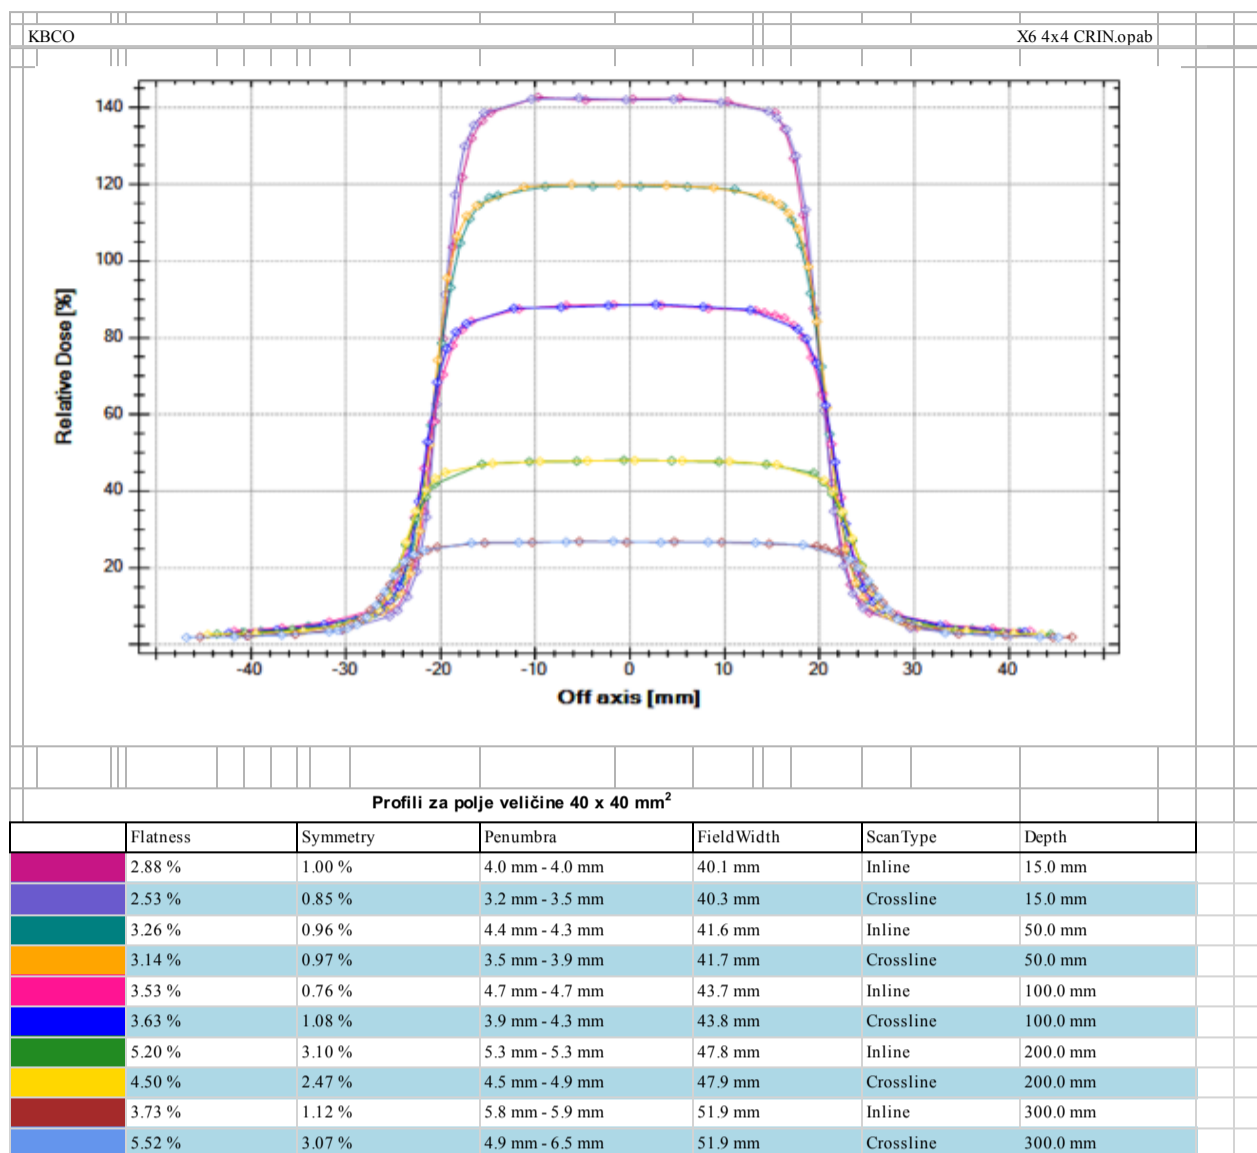 KBCO X6 4x4 CRIN.opab
140
120
100
80
60
40
20
Relative Dose [%]
-40 -30 -20 -10 0 10 20 30 40
Off axis [mm]
Profili za polje veličine 40 x 40 mm²
Flatness Symmetry Penumbra FieldWidth ScanType Depth
2.88 % 1.00 % 4.0 mm - 4.0 mm 40.1 mm Inline 15.0 mm
2.53 % 0.85 % 3.2 mm - 3.5 mm 40.3 mm Crossline 15.0 mm
3.26 % 0.96 % 4.4 mm - 4.3 mm 41.6 mm Inline 50.0 mm
3.14 % 0.97 % 3.5 mm - 3.9 mm 41.7 mm Crossline 50.0 mm
3.53 % 0.76 % 4.7 mm - 4.7 mm 43.7 mm Inline 100.0 mm
3.63 % 1.08 % 3.9 mm - 4.3 mm 43.8 mm Crossline 100.0 mm
5.20 % 3.10 % 5.3 mm - 5.3 mm 47.8 mm Inline 200.0 mm
4.50 % 2.47 % 4.5 mm - 4.9 mm 47.9 mm Crossline 200.0 mm
3.73 % 1.12 % 5.8 mm - 5.9 mm 51.9 mm Inline 300.0 mm
5.52 % 3.07 % 4.9 mm - 6.5 mm 51.9 mm Crossline 300.0 mm